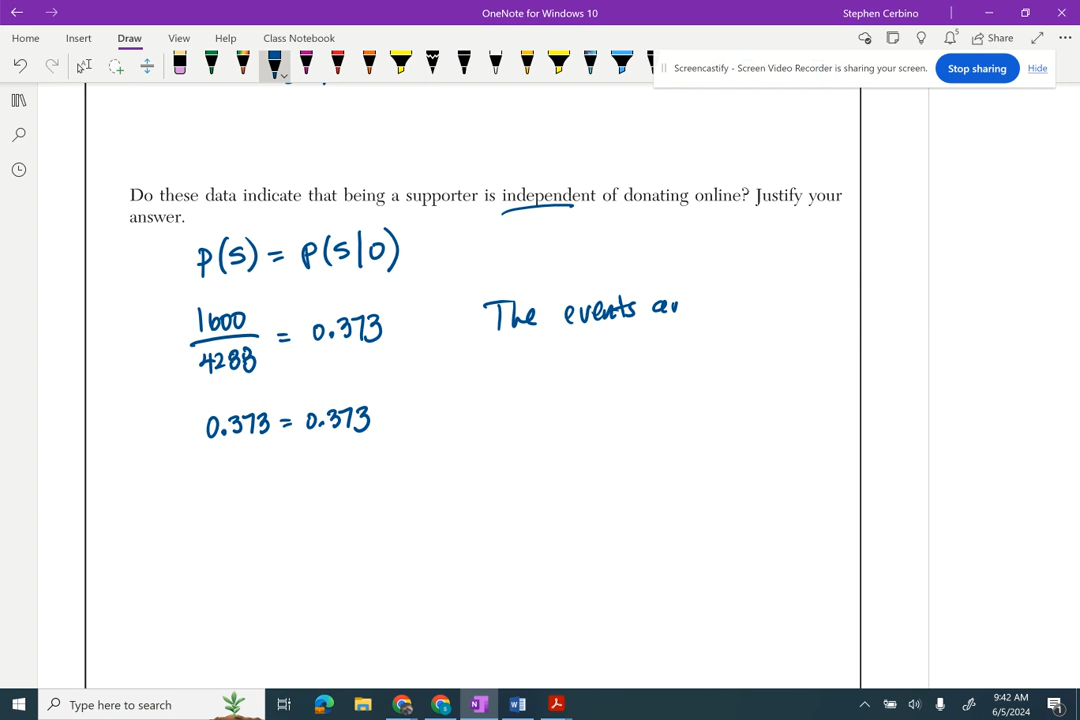 OneNote for Windows 10
Stephen Cerbino
Home Insert Draw View Help Class Notebook
Share
Screencastify - Screen Video Recorder is sharing your screen. Stop sharing Hide
Do these data indicate that being a supporter is independent of donating online? Justify your
answer.
P(S) = P(S|O)
1600/4288 = 0.373
The events ar
0.373 = 0.373
Type here to search
9:42 AM
6/5/2024